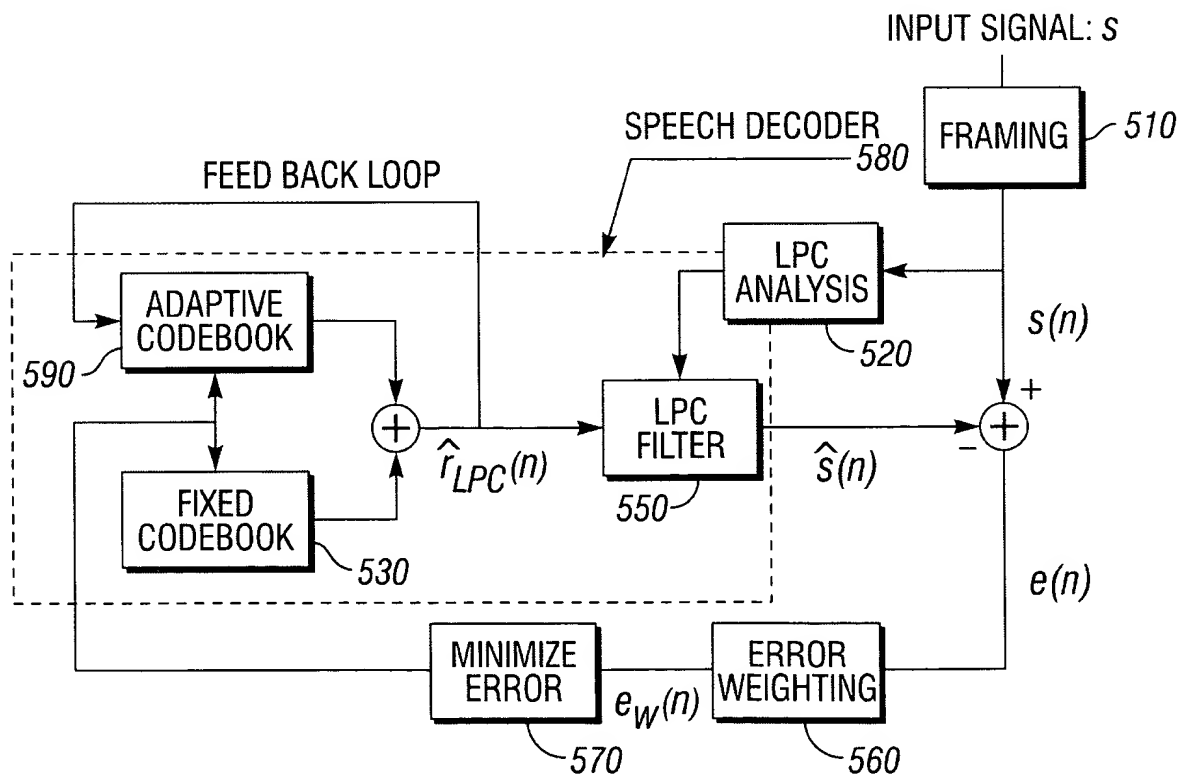 INPUT SIGNAL: s
FRAMING
510
SPEECH DECODER
580
FEED BACK LOOP
LPC
ANALYSIS
520
s(n)
ADAPTIVE
CODEBOOK
590
+
+
LPC
FILTER
550
r̂LPC(n)
ŝ(n)
+
−
FIXED
CODEBOOK
530
e(n)
MINIMIZE
ERROR
570
eW(n)
ERROR
WEIGHTING
560